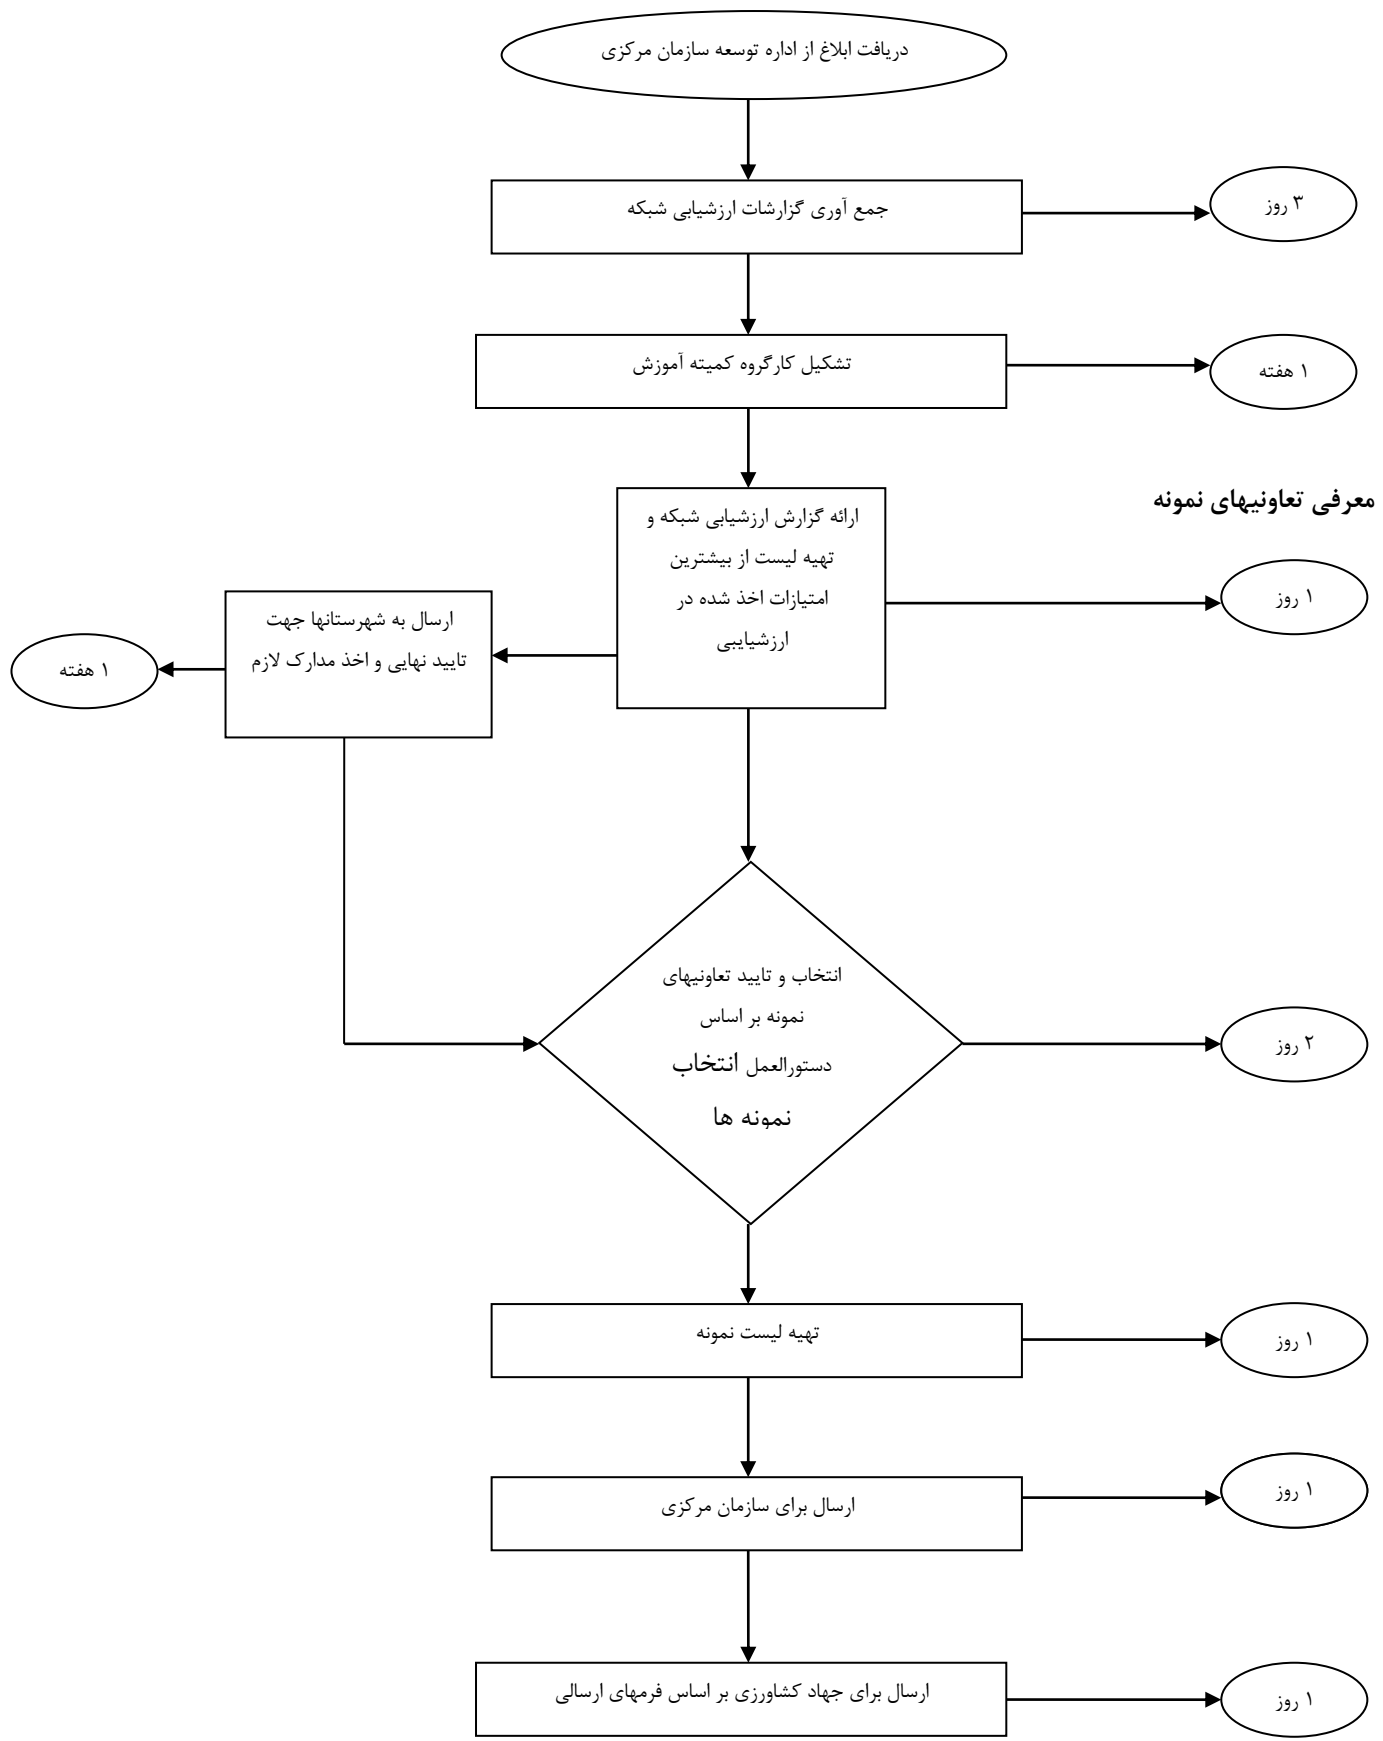 دریافت ابلاغ از اداره توسعه سازمان مرکزی
جمع آوری گزارشات ارزشیابی شبکه
۳ روز
تشکیل کارگروه کمیته آموزش
۱ هفته
معرفی تعاونیهای نمونه
ارائه گزارش ارزشیابی شبکه و
تهیه لیست از بیشترین
امتیازات اخذ شده در
ارزشیایبی
۱ روز
ارسال به شهرستانها جهت
تایید نهایی و اخذ مدارک لازم
۱ هفته
انتخاب و تایید تعاونیهای
نمونه بر اساس
دستورالعمل انتخاب
نمونه ها
۲ روز
تهیه لیست نمونه
۱ روز
ارسال برای سازمان مرکزی
۱ روز
ارسال برای جهاد کشاورزی بر اساس فرمهای ارسالی
۱ روز